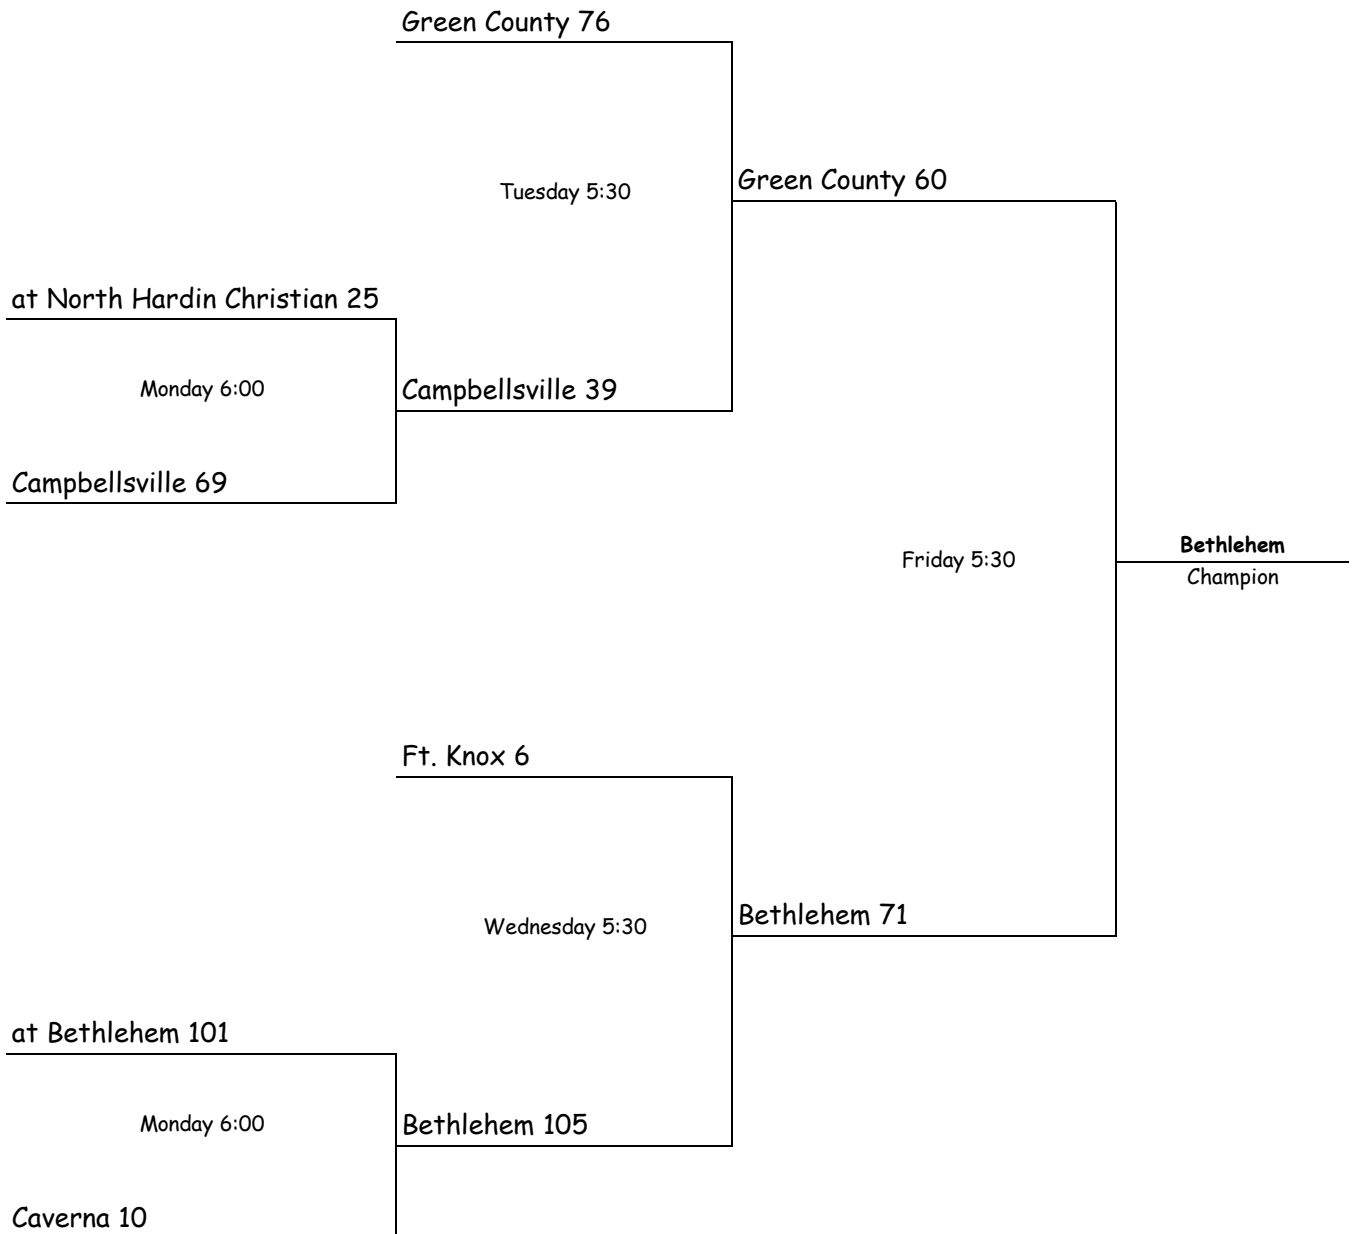 Green County 76
Tuesday 5:30
Green County 60
at North Hardin Christian 25
Monday 6:00
Campbellsville 39
Campbellsville 69
Friday 5:30
Bethlehem
Champion
Ft. Knox 6
Wednesday 5:30
Bethlehem 71
at Bethlehem 101
Monday 6:00
Bethlehem 105
Caverna 10